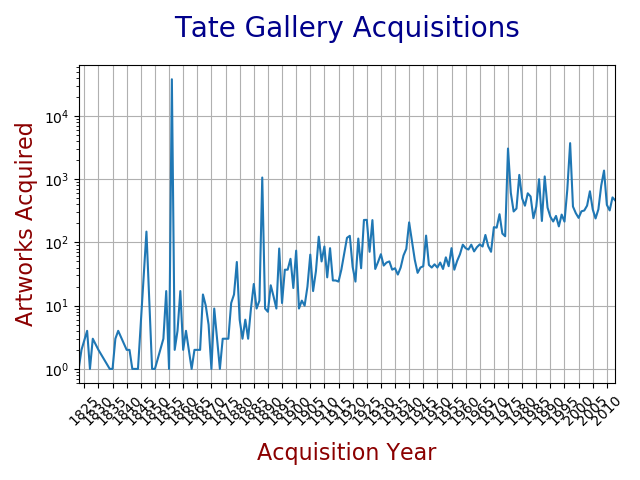 Tate Gallery Acquisitions
Artworks Acquired
10⁴
10³
10²
10¹
10⁰
1825 1830 1835 1840 1845 1850 1855 1860 1865 1870 1875 1880 1885 1890 1895 1900 1905 1910 1915 1920 1925 1930 1935 1940 1945 1950 1955 1960 1965 1970 1975 1980 1985 1990 1995 2000 2005 2010
Acquisition Year